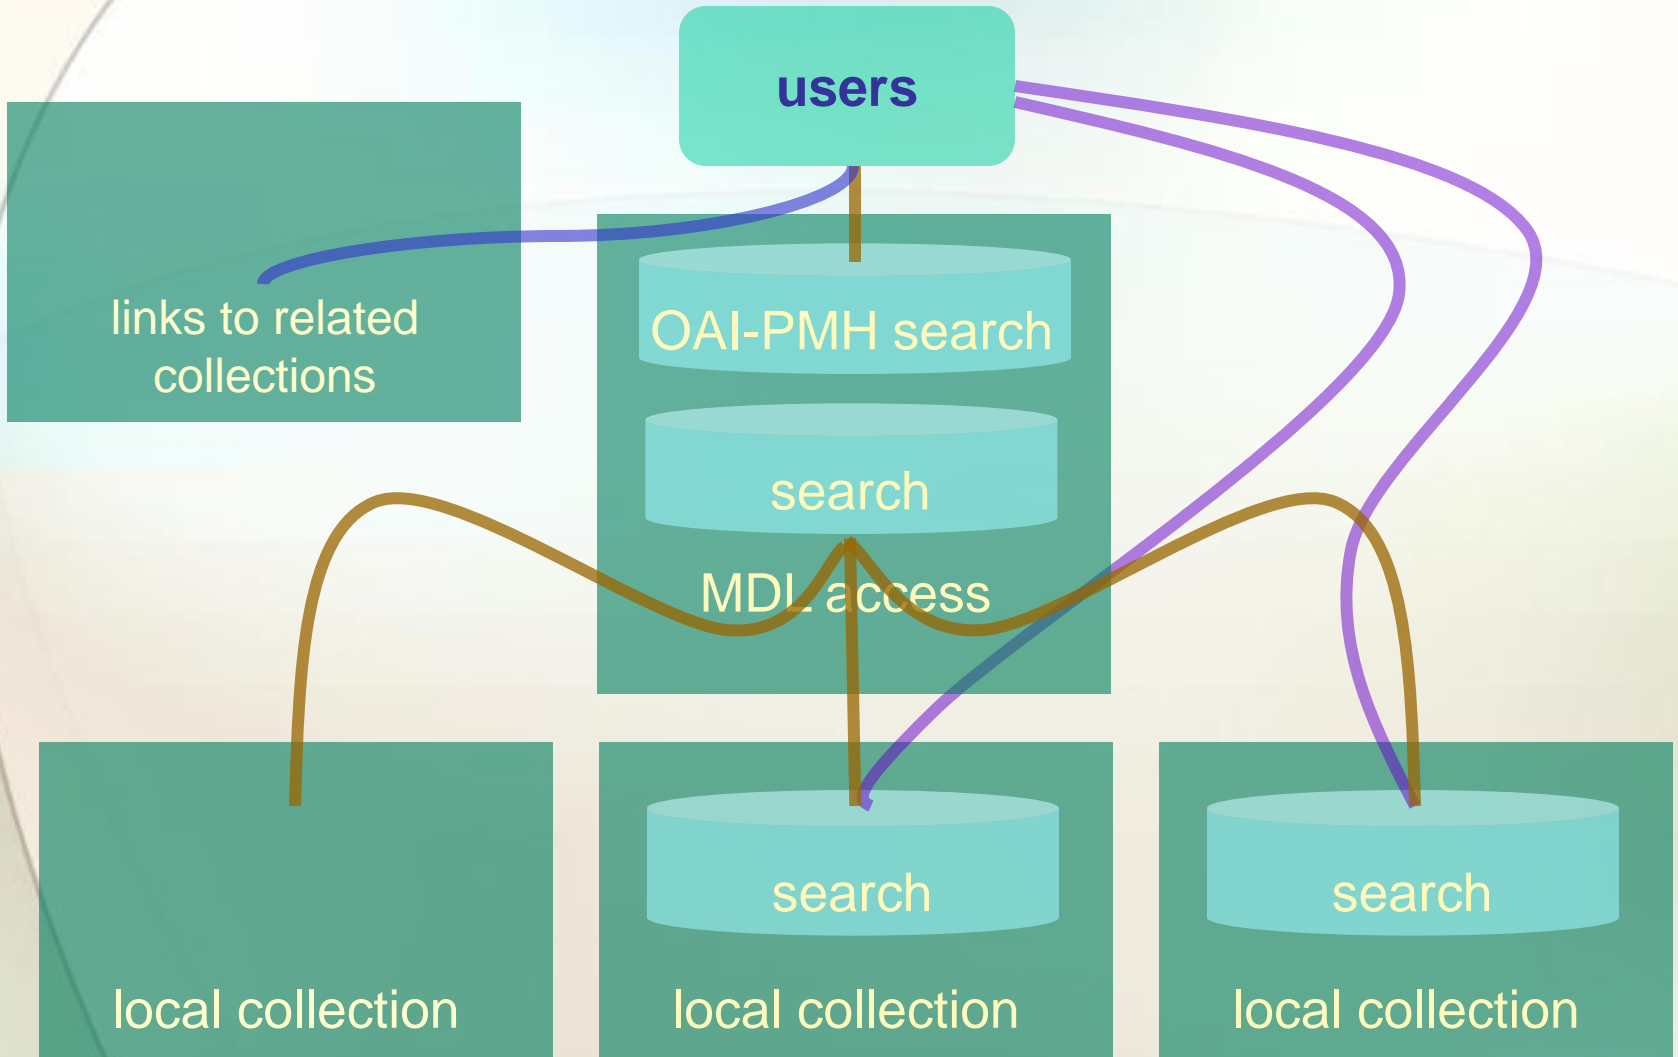 users
links to related
collections
OAI-PMH search
search
MDL access
search
search
local collection
local collection
local collection